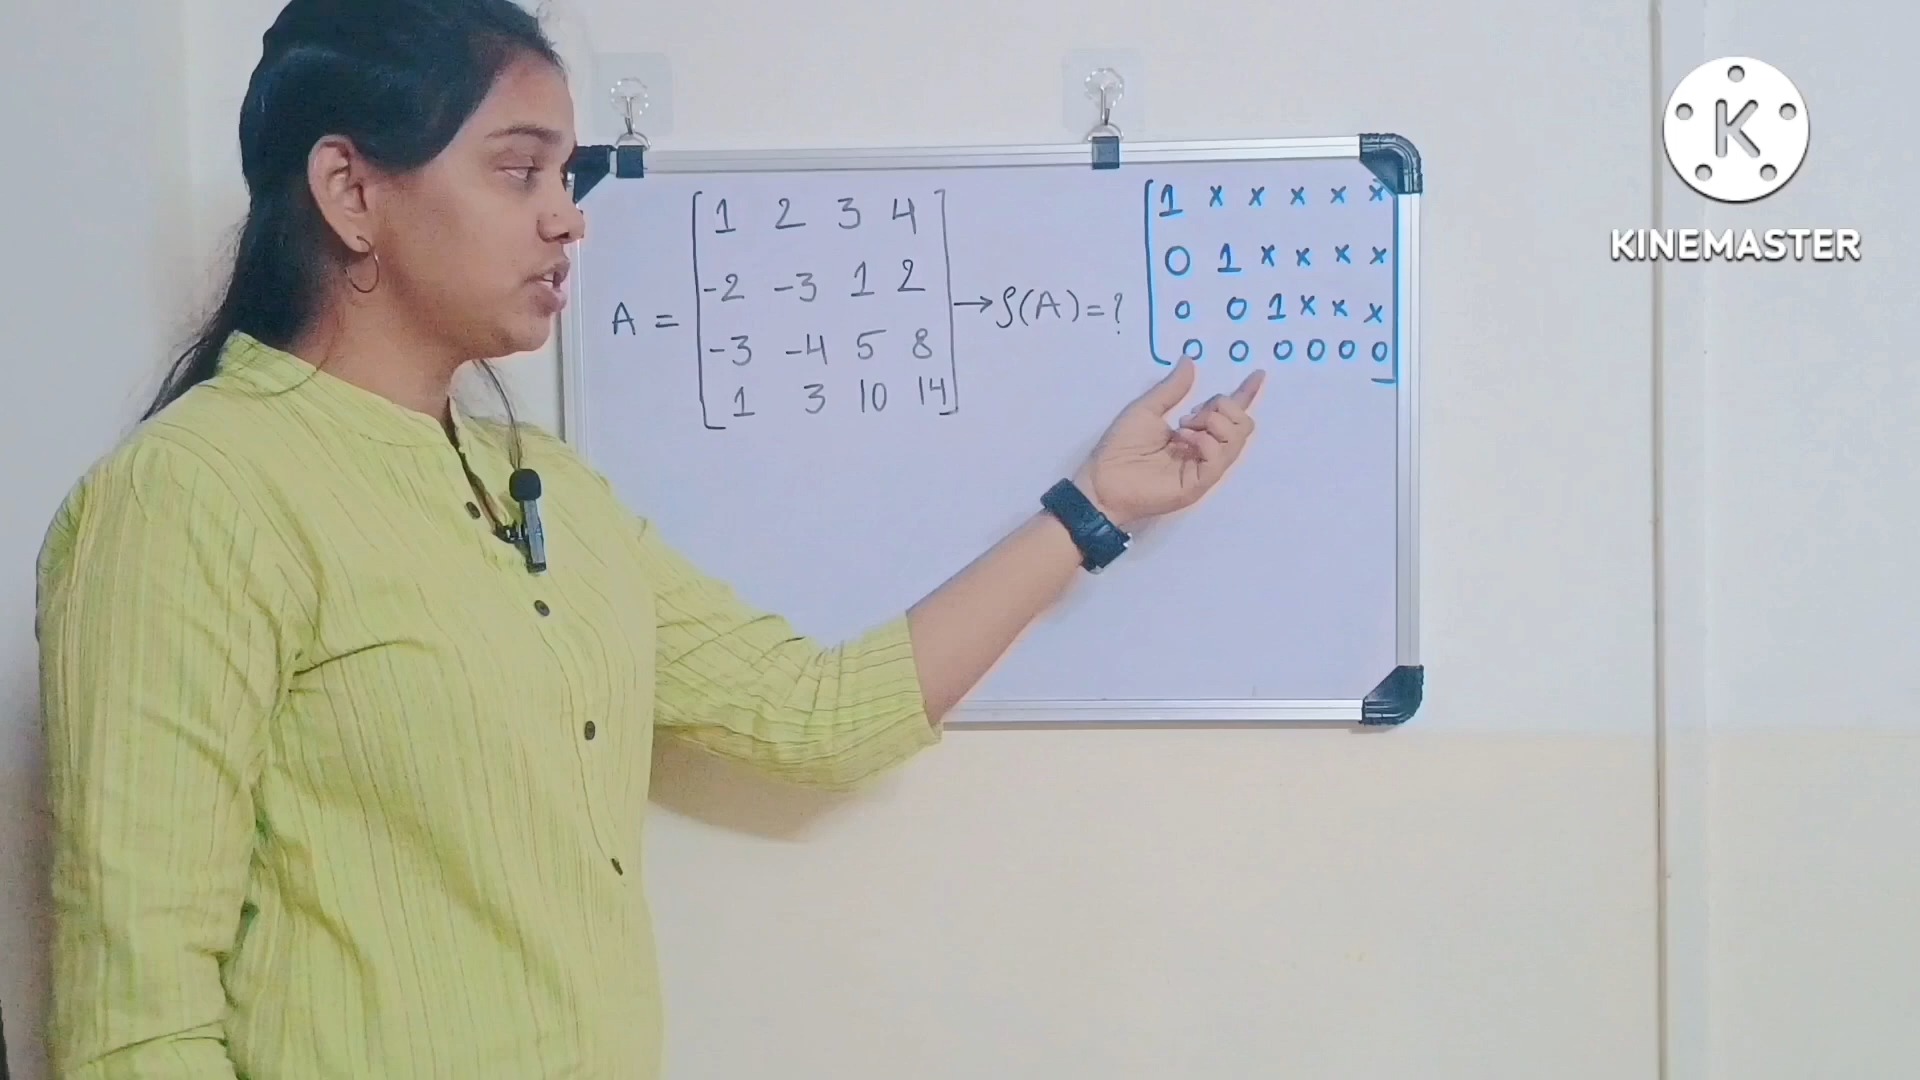 A = [1 2 3 4
-2 -3 1 2
-3 -4 5 8
1 3 10 14] → ρ(A) = ?
[1 x x x x x
0 1 x x x x
0 0 1 x x x
0 0 0 0 0 0]
K
KINEMASTER